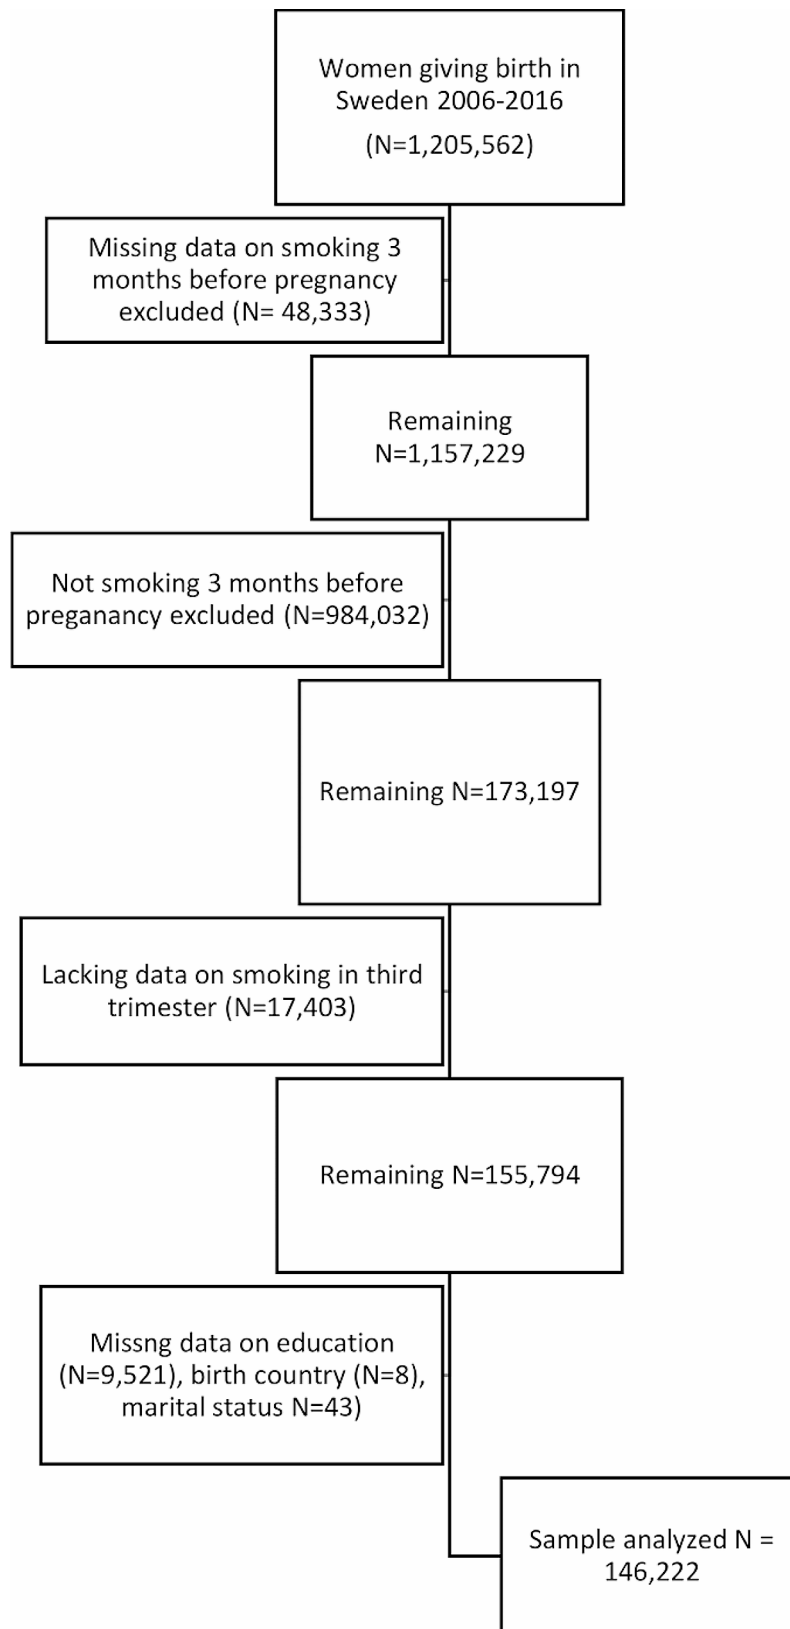 Women giving birth in
Sweden 2006-2016
(N=1,205,562)
Missing data on smoking 3
months before pregnancy
excluded (N= 48,333)
Remaining
N=1,157,229
Not smoking 3 months before
preganancy excluded (N=984,032)
Remaining N=173,197
Lacking data on smoking in third
trimester (N=17,403)
Remaining N=155,794
Missng data on education
(N=9,521), birth country (N=8),
marital status N=43)
Sample analyzed N =
146,222